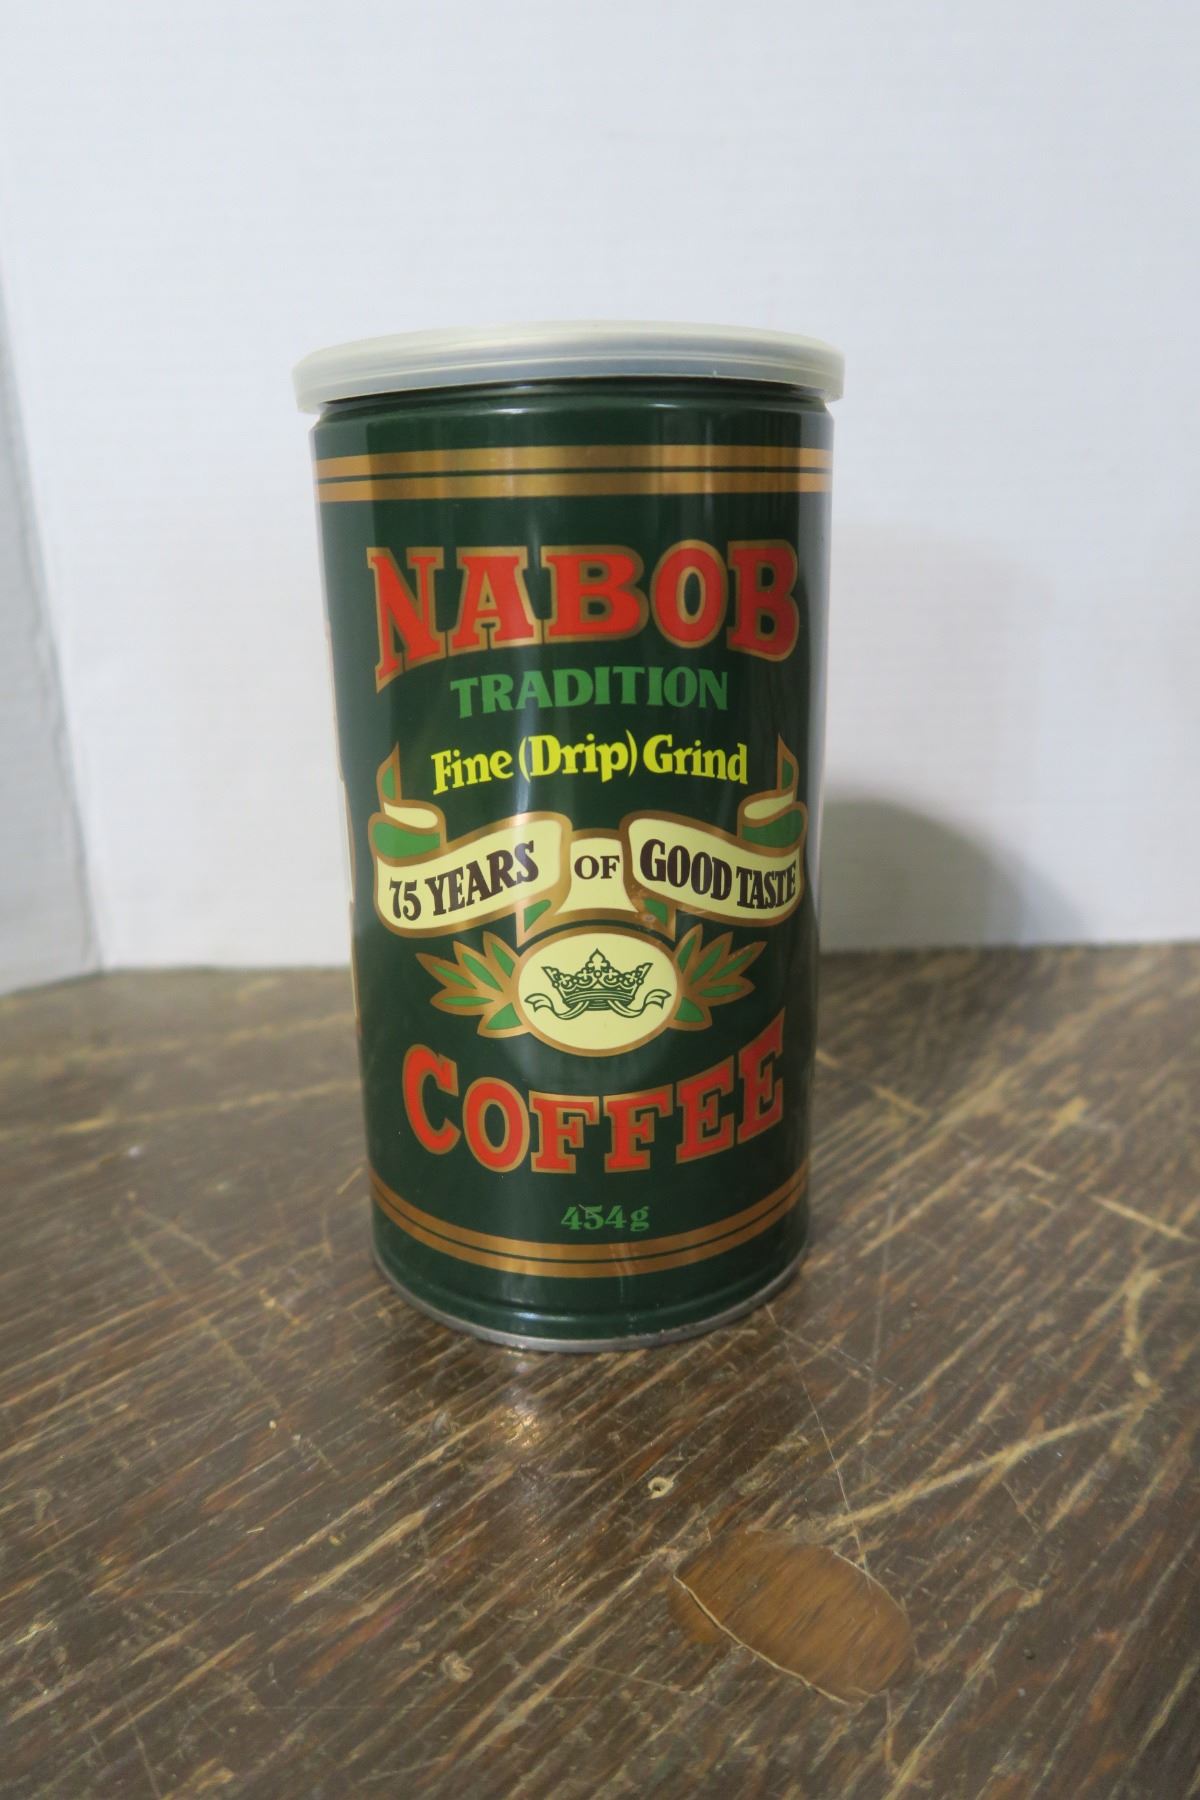 NABOB
TRADITION
Fine (Drip) Grind
75 YEARS OF GOOD TASTE
COFFEE
454g